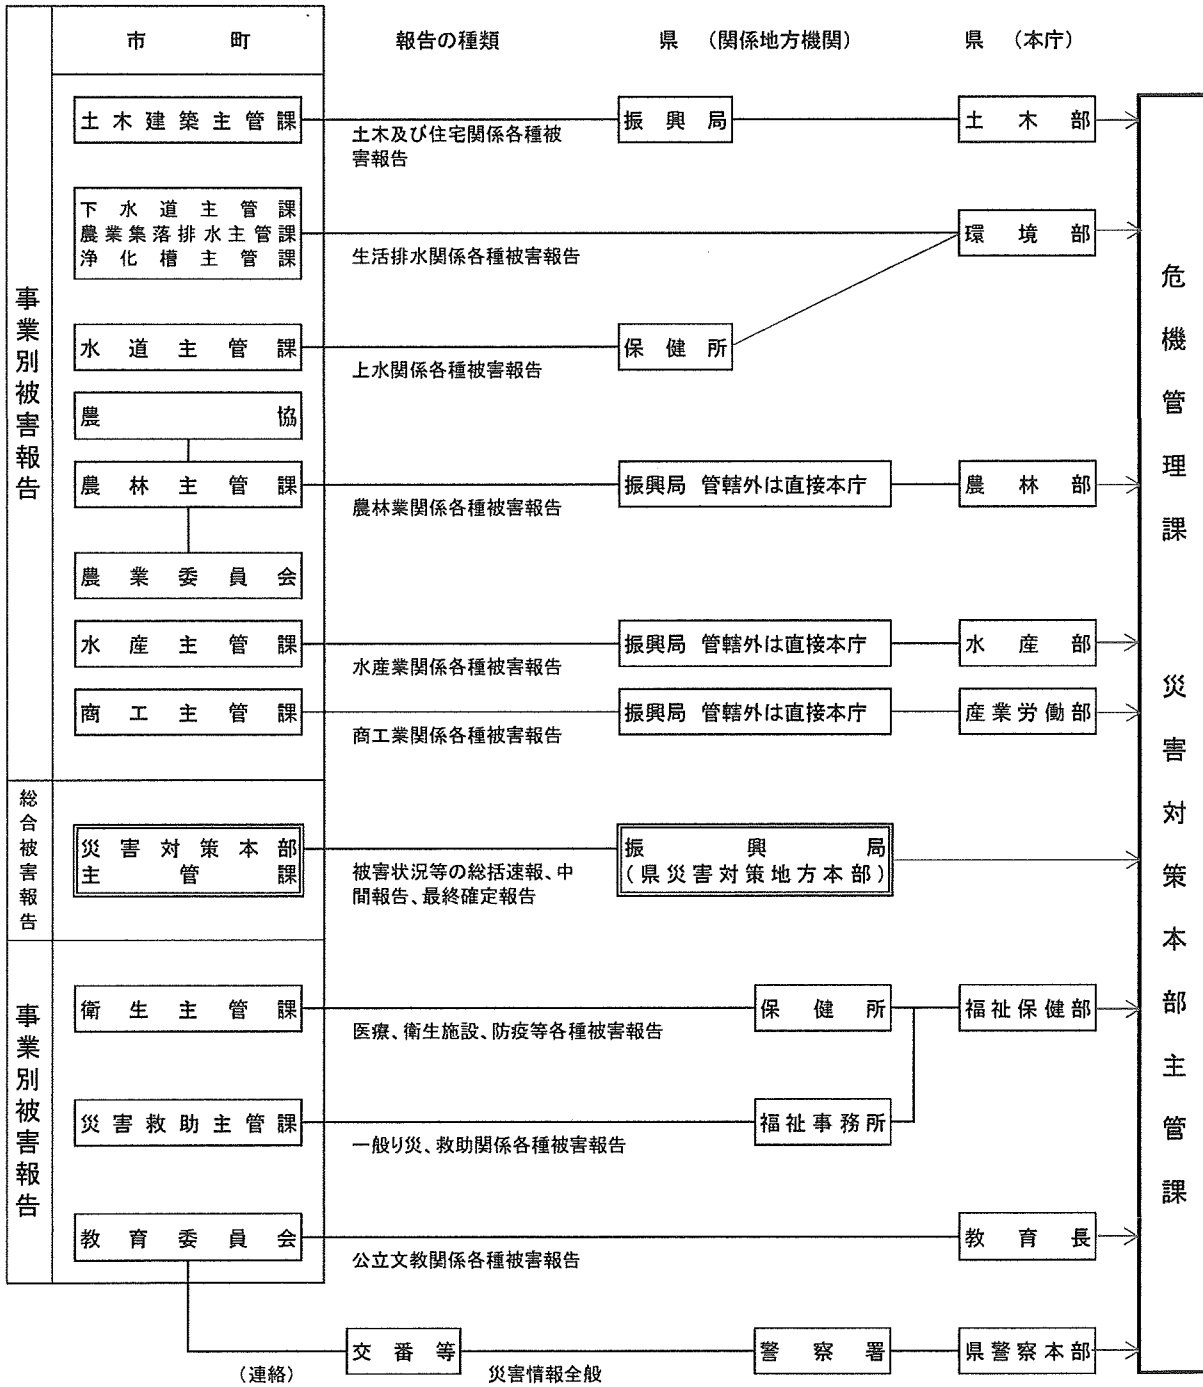 市町
報告の種類
県 (関係地方機関)
県 (本庁)
事業別被害報告
土木建築主管課
土木及び住宅関係各種被
害報告
振興局
土木部
下水道主管課
農業集落排水主管課
浄化槽主管課
生活排水関係各種被害報告
環境部
水道主管課
上水関係各種被害報告
保健所
農協
農林主管課
農林業関係各種被害報告
振興局 管轄外は直接本庁
農林部
農業委員会
水産主管課
水産業関係各種被害報告
振興局 管轄外は直接本庁
水産部
商工主管課
商工業関係各種被害報告
振興局 管轄外は直接本庁
産業労働部
総合被害報告
災害対策本部
主管課
被害状況等の総括速報、中
間報告、最終確定報告
振興局
(県災害対策地方本部)
事業別被害報告
衛生主管課
医療、衛生施設、防疫等各種被害報告
保健所
福祉保健部
災害救助主管課
一般り災、救助関係各種被害報告
福祉事務所
教育委員会
公立文教関係各種被害報告
教育長
(連絡)
交番等
災害情報全般
警察署
県警察本部
危機管理課 災害対策本部主管課